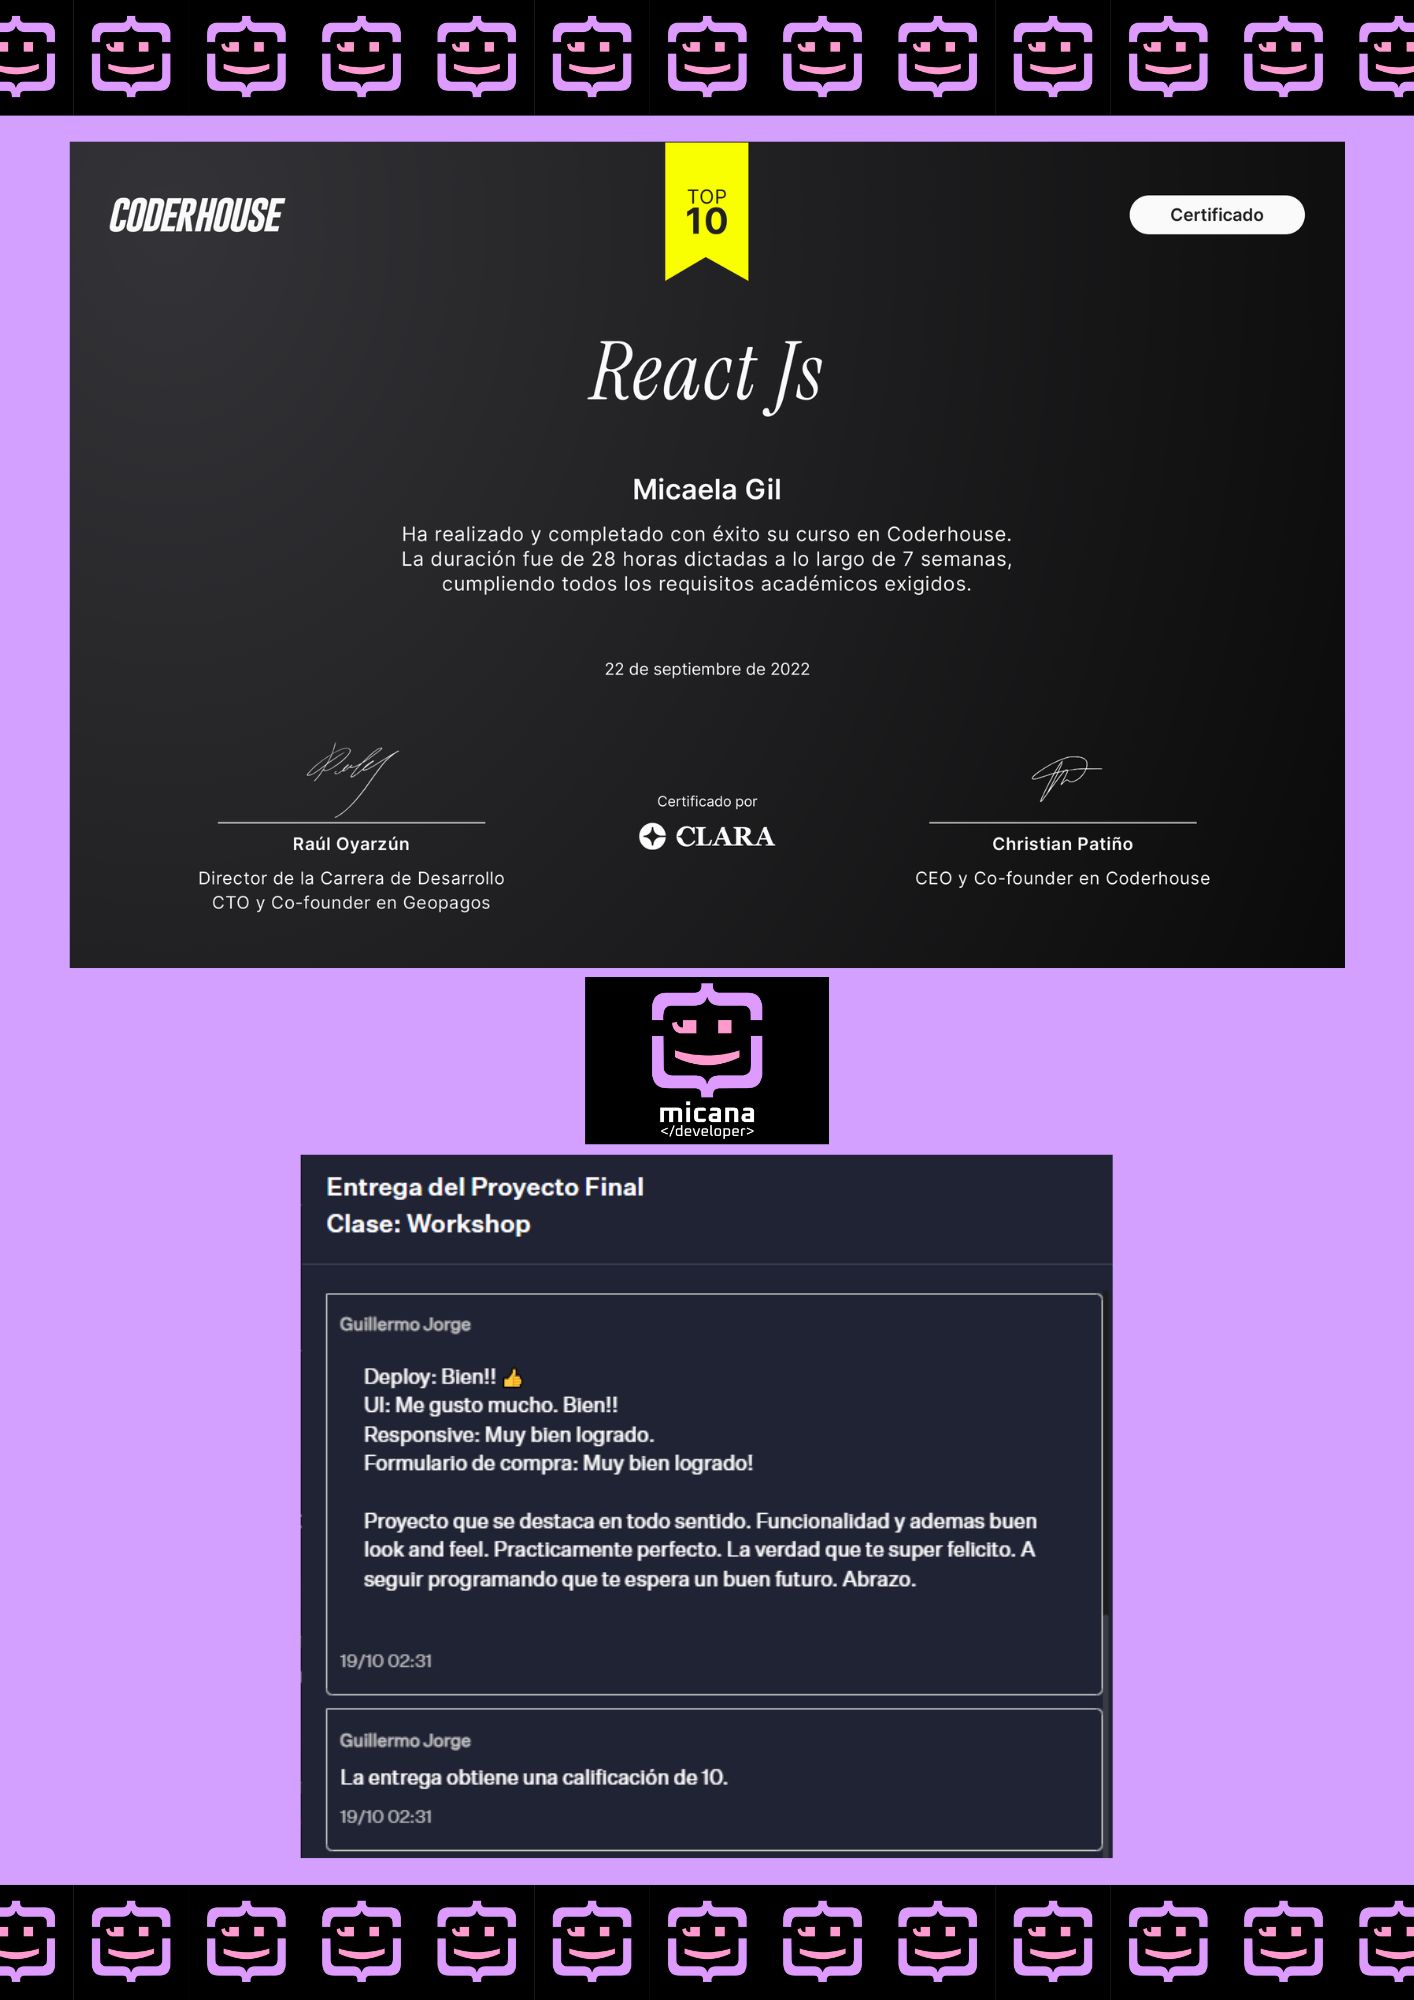 CODERHOUSE
TOP
10
Certificado
React Js
Micaela Gil
Ha realizado y completado con éxito su curso en Coderhouse.
La duración fue de 28 horas dictadas a lo largo de 7 semanas,
cumpliendo todos los requisitos académicos exigidos.
22 de septiembre de 2022
Raúl Oyarzún
Director de la Carrera de Desarrollo
CTO y Co-founder en Geopagos
Certificado por
CLARA
Christian Patiño
CEO y Co-founder en Coderhouse
micana
</developer>
Entrega del Proyecto Final
Clase: Workshop
Guillermo Jorge
Deploy: Bien!! 👍
UI: Me gusto mucho. Bien!!
Responsive: Muy bien logrado.
Formulario de compra: Muy bien logrado!
Proyecto que se destaca en todo sentido. Funcionalidad y ademas buen
look and feel. Practicamente perfecto. La verdad que te super felicito. A
seguir programando que te espera un buen futuro. Abrazo.
19/10 02:31
Guillermo Jorge
La entrega obtiene una calificación de 10.
19/10 02:31